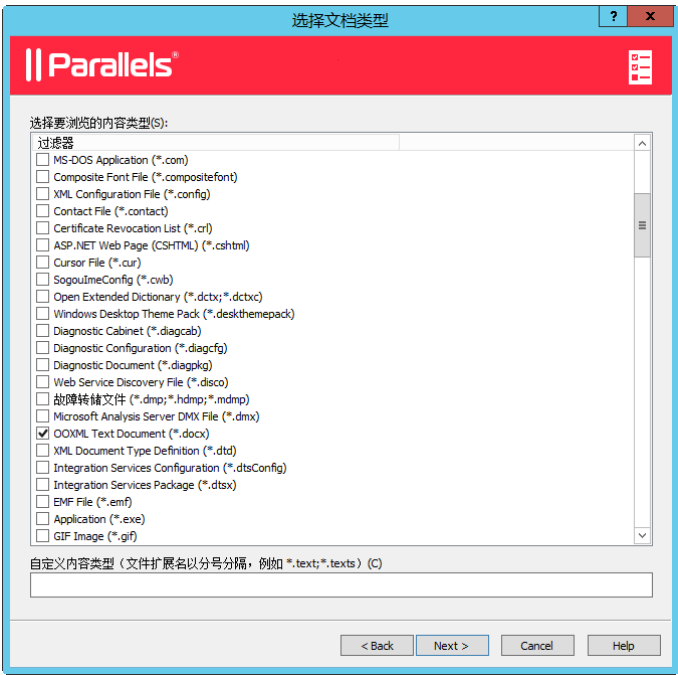 选择文档类型
? x
Parallels®
选择要浏览的内容类型(S):
过滤器
MS-DOS Application (*.com)
Composite Font File (*.compositefont)
XML Configuration File (*.config)
Contact File (*.contact)
Certificate Revocation List (*.crl)
ASP.NET Web Page (CSHTML) (*.cshtml)
Cursor File (*.cur)
SogouImeConfig (*.cwb)
Open Extended Dictionary (*.dctx;*.dctxc)
Windows Desktop Theme Pack (*.deskthemepack)
Diagnostic Cabinet (*.diagcab)
Diagnostic Configuration (*.diagcfg)
Diagnostic Document (*.diagpkg)
Web Service Discovery File (*.disco)
故障转储文件 (*.dmp;*.hdmp;*.mdmp)
Microsoft Analysis Server DMX File (*.dmx)
OOXML Text Document (*.docx)
XML Document Type Definition (*.dtd)
Integration Services Configuration (*.dtsConfig)
Integration Services Package (*.dtsx)
EMF File (*.emf)
Application (*.exe)
GIF Image (*.gif)
自定义内容类型（文件扩展名以分号分隔，例如 *.text;*.texts）(C)
< Back Next > Cancel Help